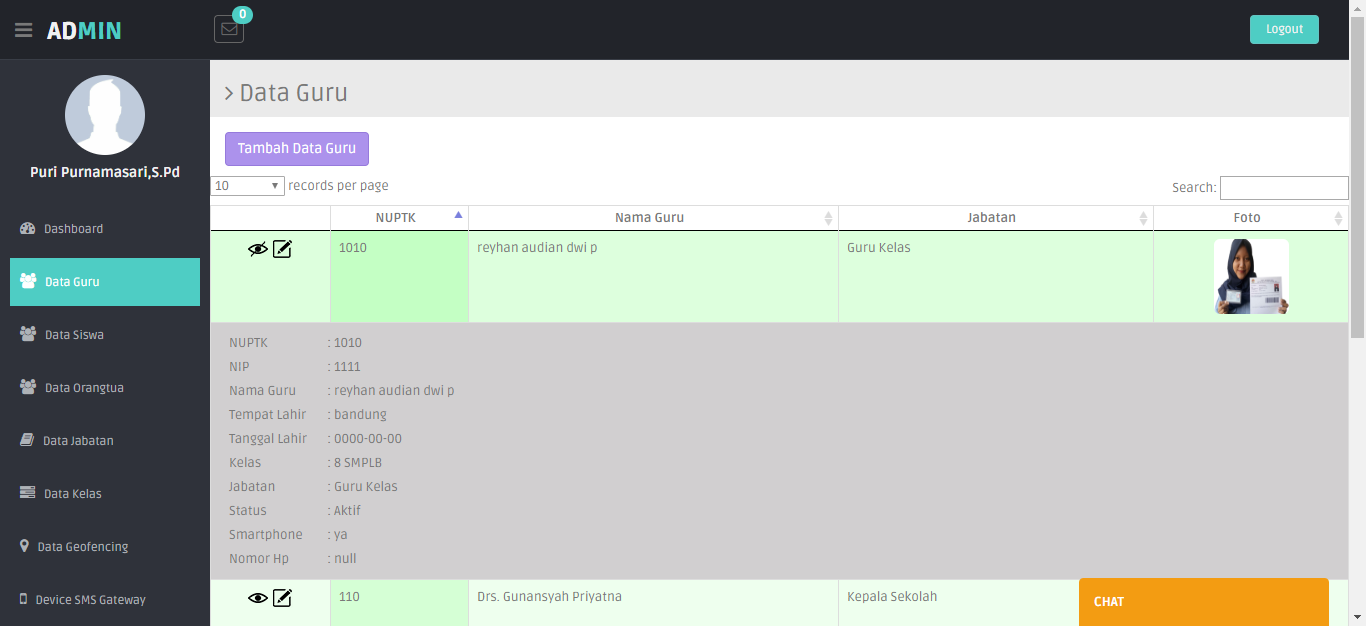 ADMIN
0
Logout
Puri Purnamasari,S.Pd
Dashboard
Data Guru
Data Siswa
Data Orangtua
Data Jabatan
Data Kelas
Data Geofencing
Device SMS Gateway
> Data Guru
Tambah Data Guru
10 records per page
Search:
NUPTK Nama Guru Jabatan Foto
1010 reyhan audian dwi p Guru Kelas
NUPTK : 1010
NIP : 1111
Nama Guru : reyhan audian dwi p
Tempat Lahir : bandung
Tanggal Lahir : 0000-00-00
Kelas : 8 SMPLB
Jabatan : Guru Kelas
Status : Aktif
Smartphone : ya
Nomor Hp : null
110 Drs. Gunansyah Priyatna Kepala Sekolah
CHAT